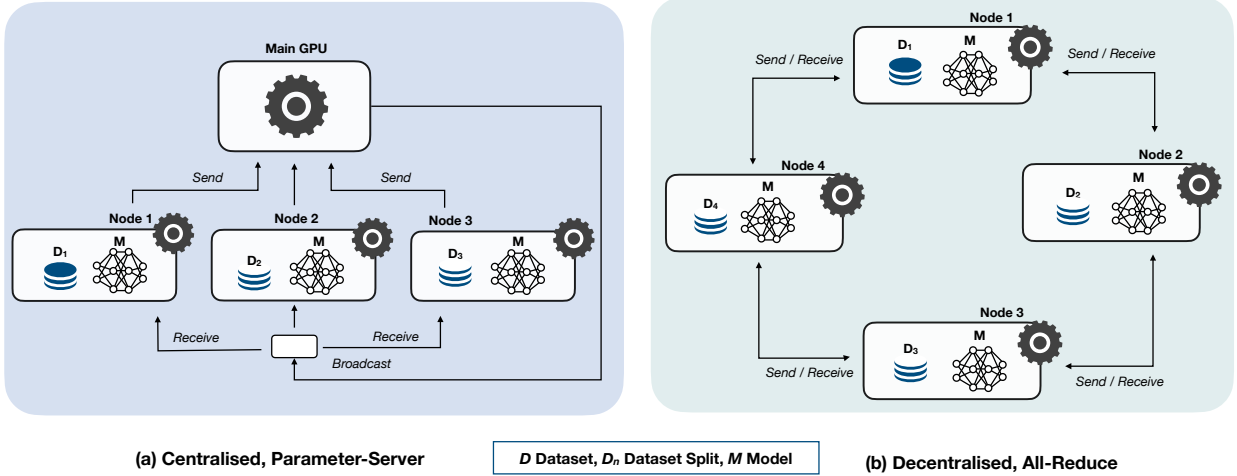 Main GPU
Send
Send
Node 1
Node 2
Node 3
D₁
M
D₂
M
D₃
M
Receive
Receive
Broadcast
(a) Centralised, Parameter-Server
Node 1
D₁
M
Send / Receive
Send / Receive
Node 4
D₄
M
Node 2
D₂
M
Node 3
D₃
M
Send / Receive
Send / Receive
D Dataset, Dₙ Dataset Split, M Model
(b) Decentralised, All-Reduce